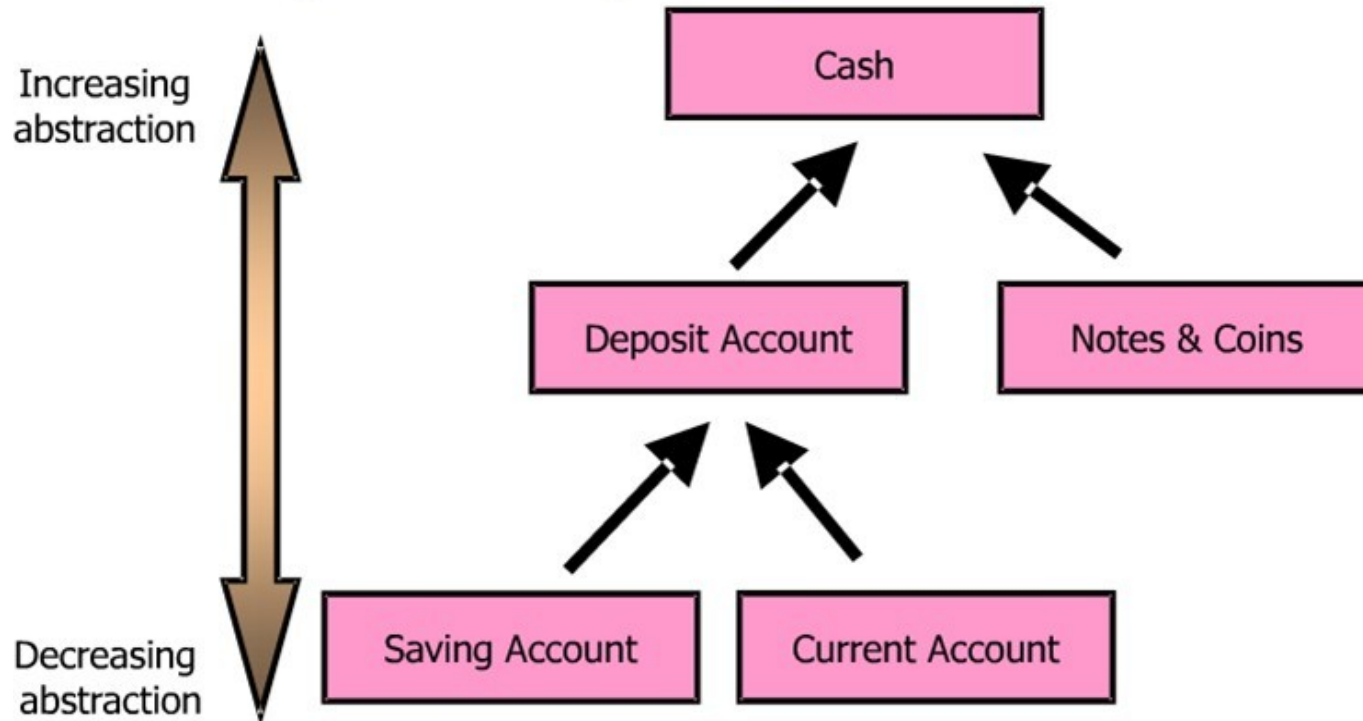 Cash
Increasing
abstraction
Deposit Account
Notes & Coins
Saving Account
Current Account
Decreasing
abstraction